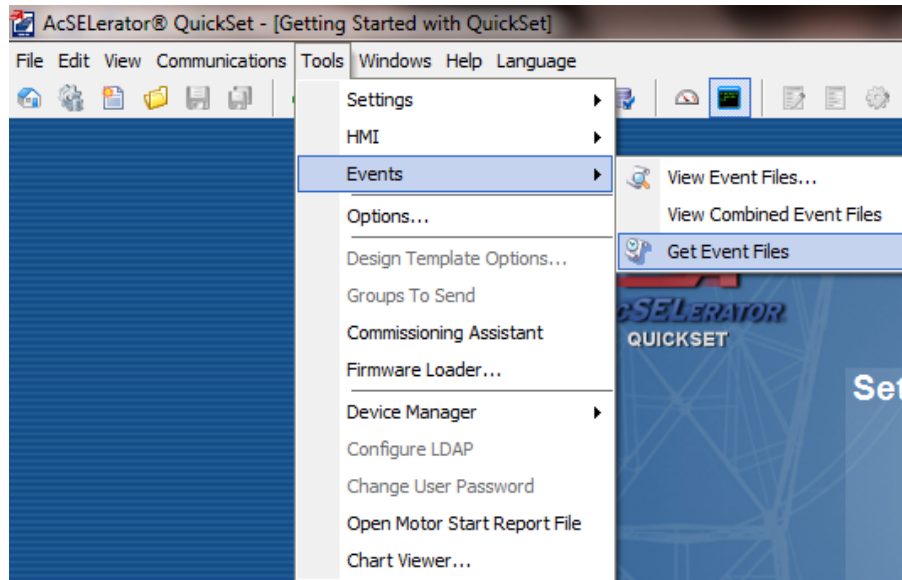 AcSELerator® QuickSet - [Getting Started with QuickSet]
File Edit View Communications Tools Windows Help Language
Settings
HMI
Events
View Event Files...
View Combined Event Files
Options...
Get Event Files
Design Template Options...
Groups To Send
Commissioning Assistant
QUICKSET
Firmware Loader...
Set
Device Manager
Configure LDAP
Change User Password
Open Motor Start Report File
Chart Viewer...